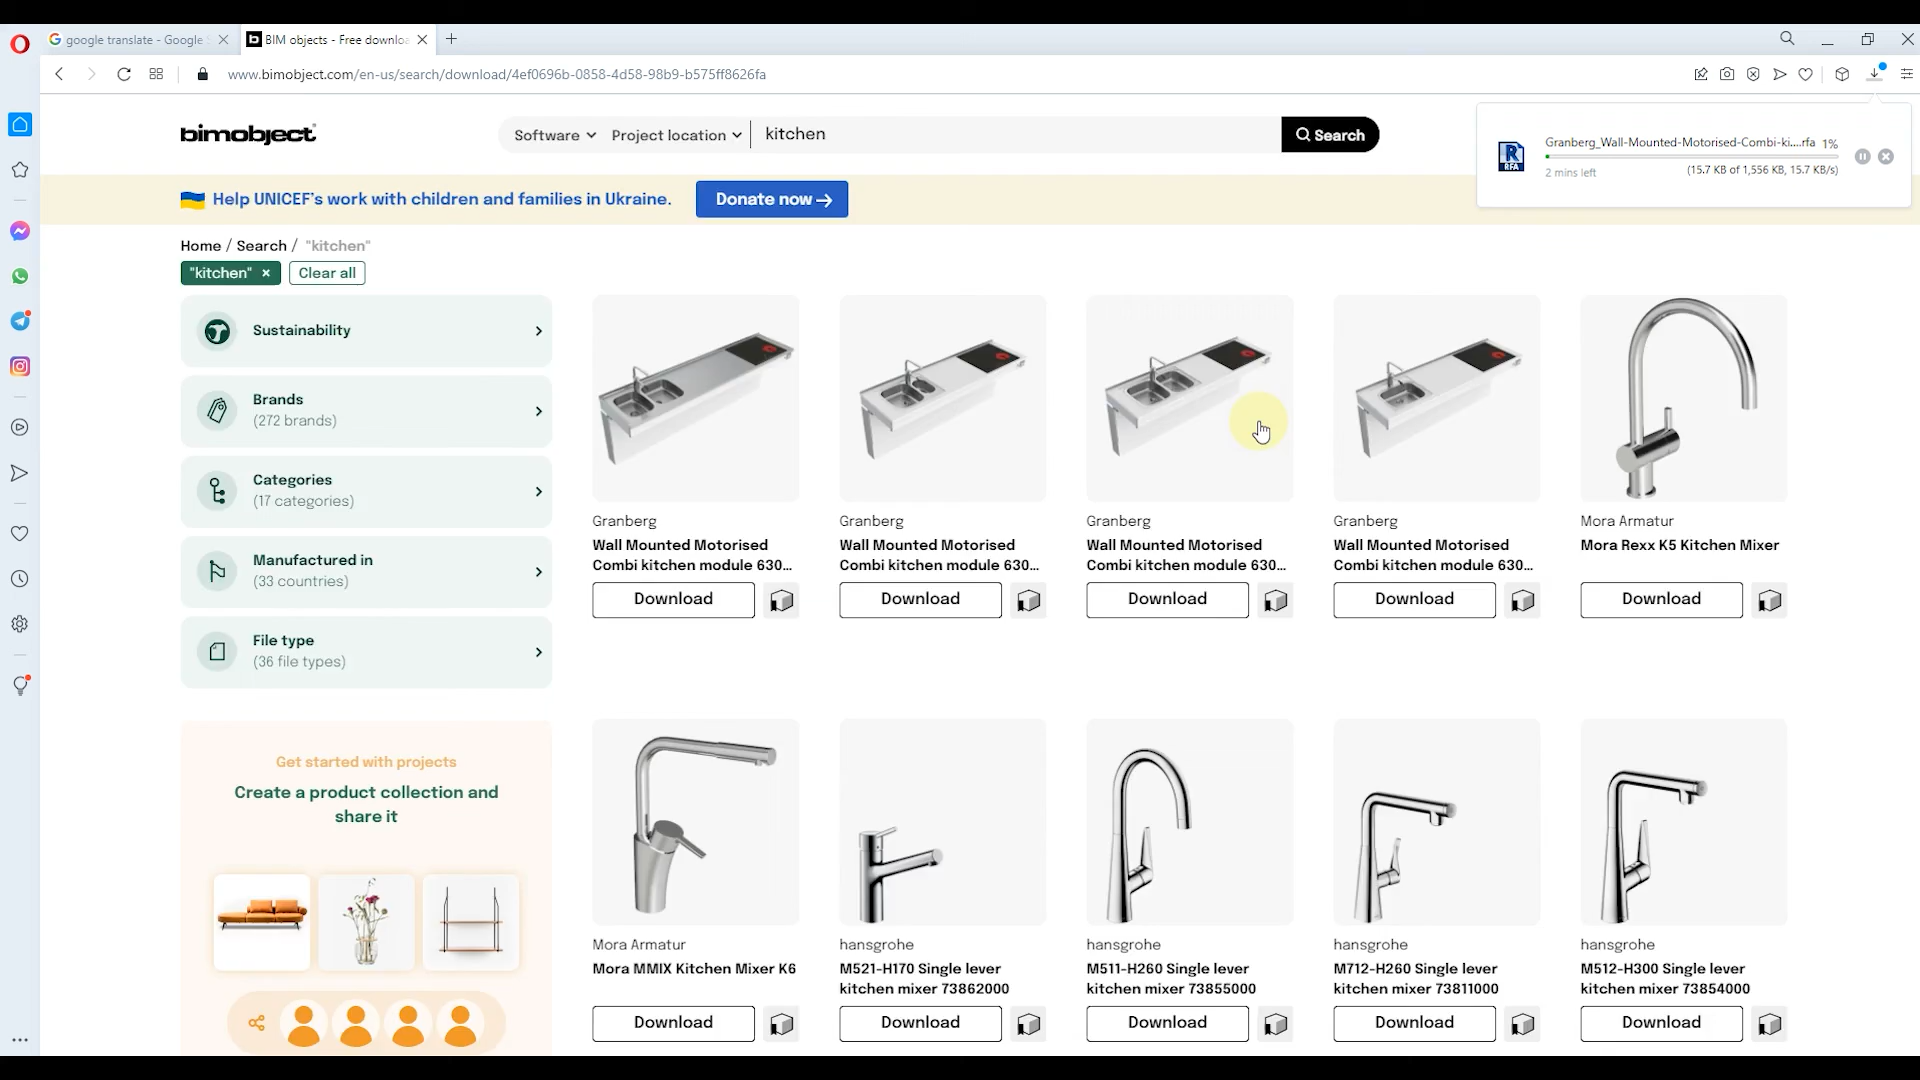 google translate - Google
BIM objects - Free downlo
www.bimobject.com/en-us/search/download/4ef0696b-0858-4d58-98b9-b575ff8626fa
Granberg_Wall-Mounted-Motorised-Combi-ki....rfa 1%
2 mins left (15.7 KB of 1,556 KB, 15.7 KB/s)
R
RFA
bimobject
Software Project location kitchen Search
Help UNICEF's work with children and families in Ukraine. Donate now
Home / Search / "kitchen"
"kitchen" × Clear all
Sustainability
Brands
(272 brands)
Categories
(17 categories)
Manufactured in
(33 countries)
File type
(36 file types)
Get started with projects
Create a product collection and
share it
Granberg
Wall Mounted Motorised
Combi kitchen module 630...
Download
Granberg
Wall Mounted Motorised
Combi kitchen module 630...
Download
Granberg
Wall Mounted Motorised
Combi kitchen module 630...
Download
Granberg
Wall Mounted Motorised
Combi kitchen module 630...
Download
Mora Armatur
Mora Rexx K5 Kitchen Mixer
Download
Mora Armatur
Mora MMIX Kitchen Mixer K6
Download
hansgrohe
M521-H170 Single lever
kitchen mixer 73862000
Download
hansgrohe
M511-H260 Single lever
kitchen mixer 73855000
Download
hansgrohe
M712-H260 Single lever
kitchen mixer 73811000
Download
hansgrohe
M512-H300 Single lever
kitchen mixer 73854000
Download